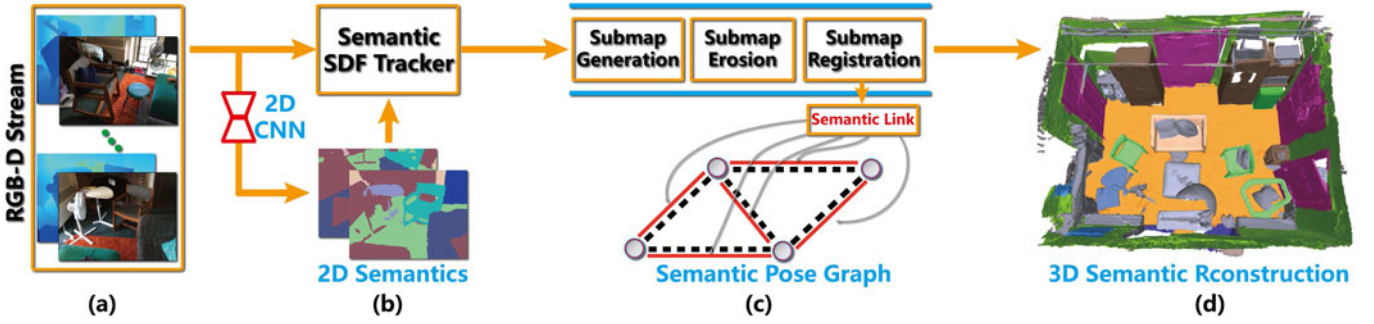 RGB-D Stream
(a)
Semantic
SDF Tracker
2D
CNN
2D Semantics
(b)
Submap
Generation
Submap
Erosion
Submap
Registration
Semantic Link
Semantic Pose Graph
(c)
3D Semantic Rconstruction
(d)